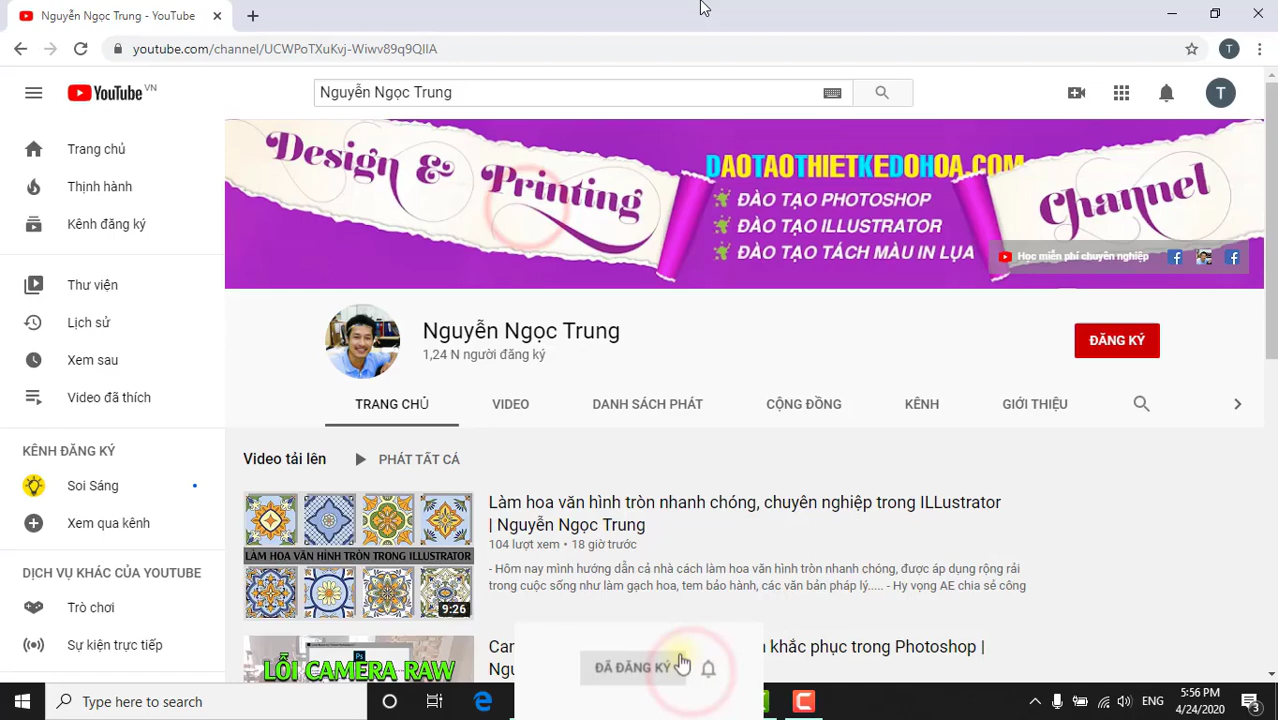 Nguyễn Ngọc Trung - YouTube
youtube.com/channel/UCWPoTXuKvj-Wiwv89q9QIIA
T
YouTube VN
Nguyễn Ngọc Trung
T
Trang chủ
Thịnh hành
Kênh đăng ký
Thư viện
Lịch sử
Xem sau
Video đã thích
KÊNH ĐĂNG KÝ
Soi Sáng
Xem qua kênh
DỊCH VỤ KHÁC CỦA YOUTUBE
Trò chơi
Sự kiện trực tiếp
Design &
Printing
DAOTAOTHIETKEDOHOA.COM
ĐÀO TẠO PHOTOSHOP
ĐÀO TẠO ILLUSTRATOR
ĐÀO TẠO TÁCH MÀU IN LỤA
Channel
Học miễn phí chuyên nghiệp
Nguyễn Ngọc Trung
1,24 N người đăng ký
ĐĂNG KÝ
TRANG CHỦ
VIDEO
DANH SÁCH PHÁT
CỘNG ĐỒNG
KÊNH
GIỚI THIỆU
Video tải lên
PHÁT TẤT CẢ
LÀM HOA VĂN HÌNH TRÒN TRONG ILLUSTRATOR
9:26
Làm hoa văn hình tròn nhanh chóng, chuyên nghiệp trong ILLustrator
| Nguyễn Ngọc Trung
104 lượt xem • 18 giờ trước
- Hôm nay mình hướng dẫn cả nhà cách làm hoa văn hình tròn nhanh chóng, được áp dụng rộng rãi
trong cuộc sống như làm gạch hoa, tem bảo hành, các văn bản pháp lý..... - Hy vọng AE chia sẻ cộng
LỖI CAMERA RAW
Ps
khắc phục trong Photoshop |
ĐÃ ĐĂNG KÝ
Type here to search
ENG
5:56 PM
4/24/2020
3